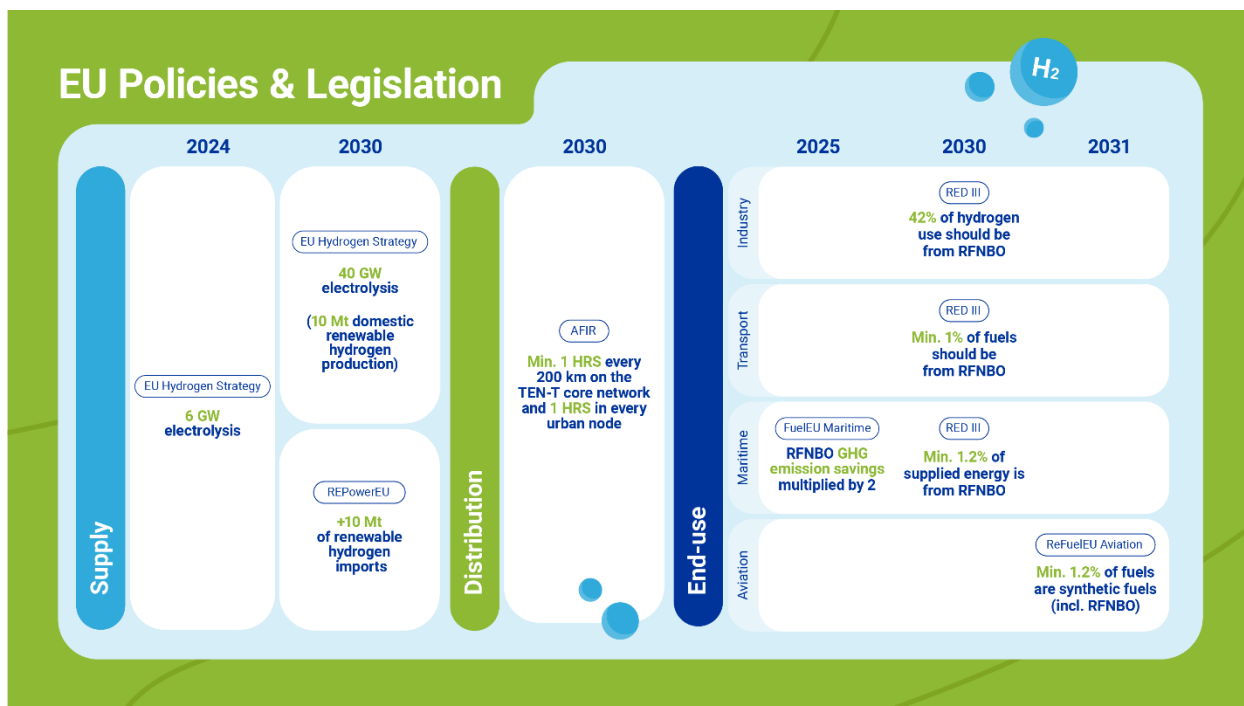 EU Policies & Legislation
H₂
2024
2030
2030
2025
2030
2031
Supply
EU Hydrogen Strategy
6 GW
electrolysis
EU Hydrogen Strategy
40 GW
electrolysis
(10 Mt domestic
renewable
hydrogen
production)
REPowerEU
+10 Mt
of renewable
hydrogen
imports
Distribution
AFIR
Min. 1 HRS every
200 km on the
TEN-T core network
and 1 HRS in every
urban node
End-use
Industry
RED III
42% of hydrogen
use should be
from RFNBO
Transport
RED III
Min. 1% of fuels
should be
from RFNBO
Maritime
FuelEU Maritime
RFNBO GHG
emission savings
multiplied by 2
RED III
Min. 1.2% of
supplied energy is
from RFNBO
Aviation
ReFuelEU Aviation
Min. 1.2% of fuels
are synthetic fuels
(incl. RFNBO)